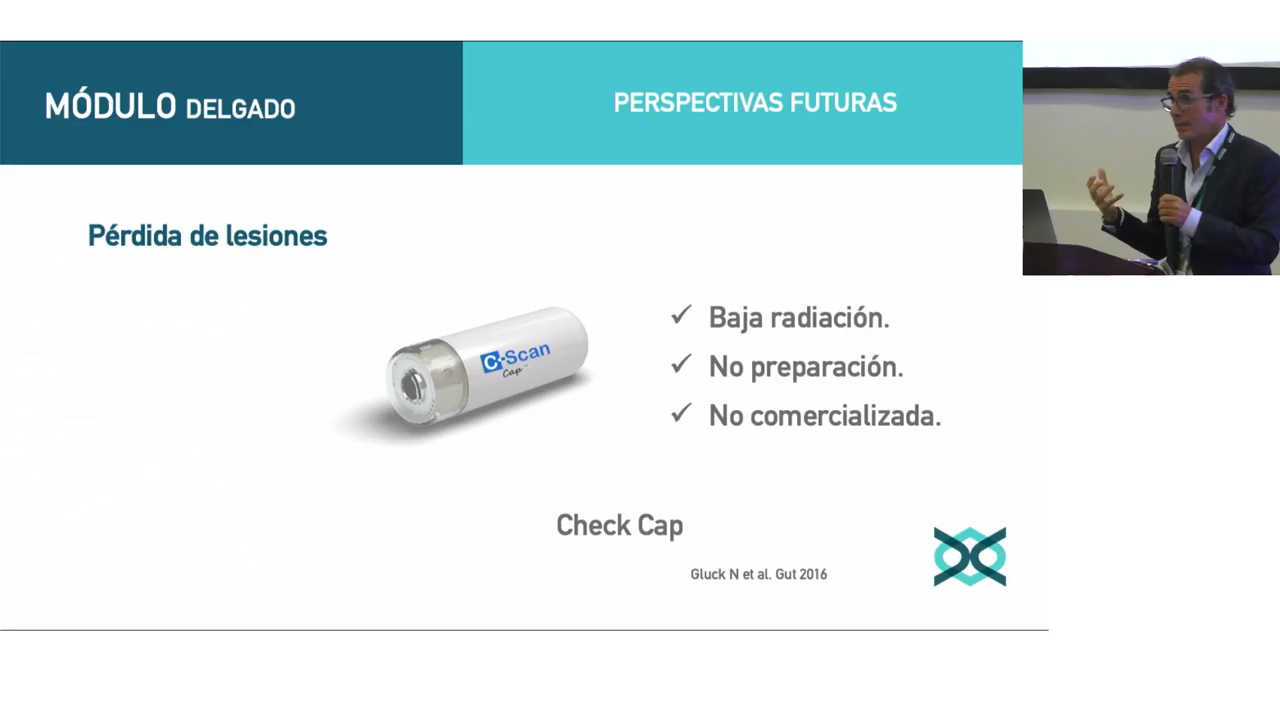 MÓDULO DELGADO
PERSPECTIVAS FUTURAS
Pérdida de lesiones
C-Scan
Cap
✓ Baja radiación.
✓ No preparación.
✓ No comercializada.
Check Cap
Gluck N et al. Gut 2016